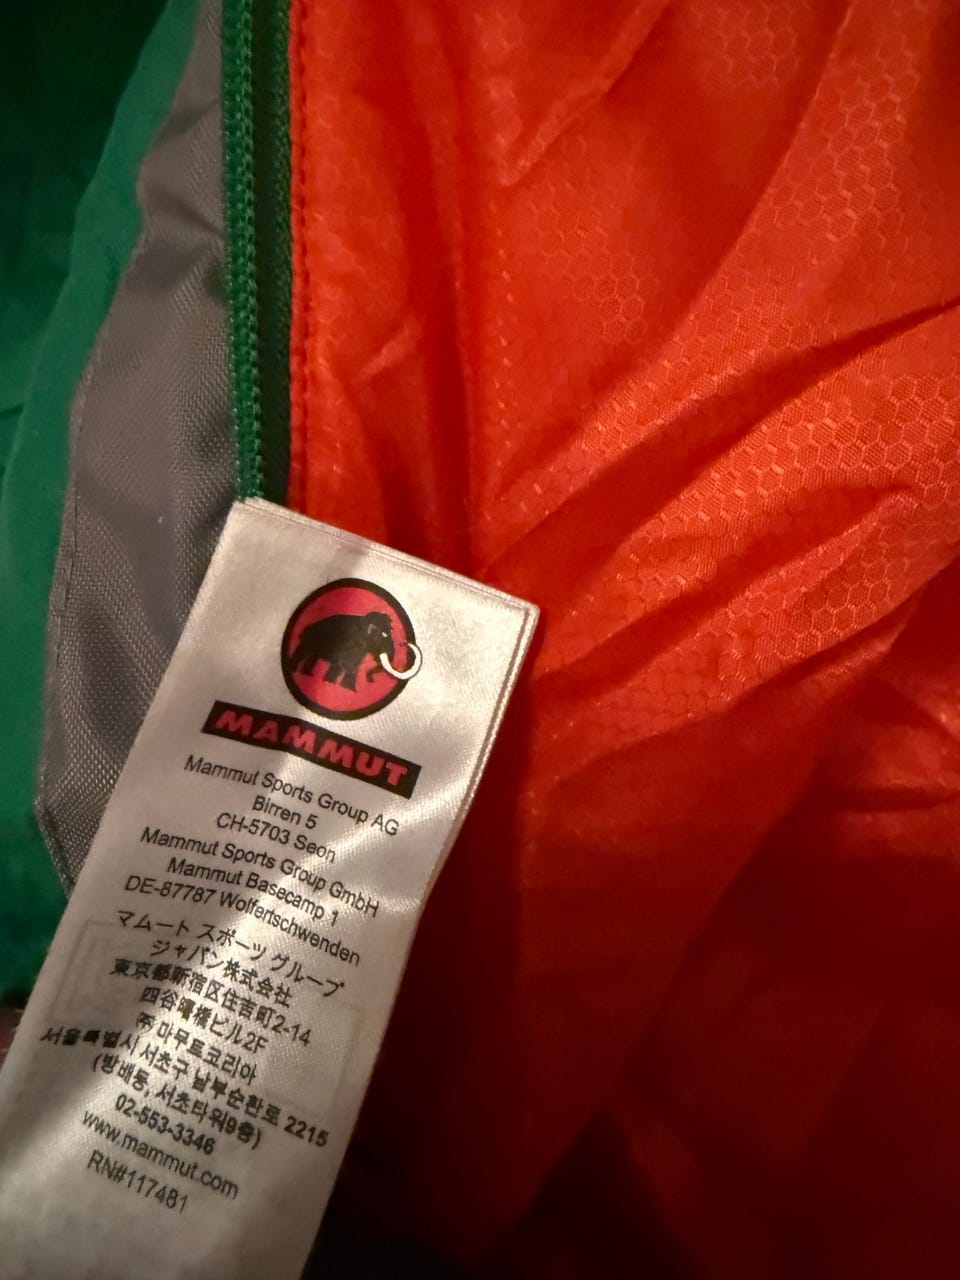 MAMMUT
Mammut Sports Group AG
Birren 5
CH-5703 Seon
Mammut Sports Group GmbH
Mammut Basecamp 1
DE-87787 Wolfertschwenden
マムート スポーツ グループ
ジャパン株式会社
東京都新宿区住吉町2-14
四谷曙橋ビル2F
㈜ 마무트코리아
서울특별시 서초구 남부순환로 2215
(방배동, 서초타워9층)
02-553-3346
www.mammut.com
RN#117481